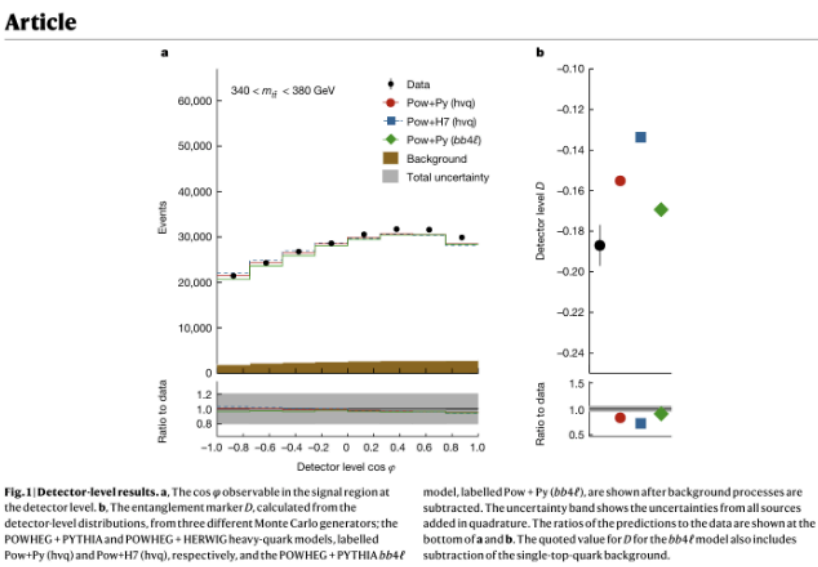 Article
a
340 < m_tt̄ < 380 GeV
Data
Pow+Py (hvq)
Pow+H7 (hvq)
Pow+Py (bb4ℓ)
Background
Total uncertainty
Events
60,000
50,000
40,000
30,000
20,000
10,000
0
Ratio to data
1.2
1.0
0.8
−1.0 −0.8 −0.6 −0.4 −0.2 0 0.2 0.4 0.6 0.8 1.0
Detector level cos φ
b
Detector level D
−0.10
−0.12
−0.14
−0.16
−0.18
−0.20
−0.22
−0.24
Ratio to data
1.5
1.0
0.5
Fig. 1 | Detector-level results. a, The cos φ observable in the signal region at
the detector level. b, The entanglement marker D, calculated from the
detector-level distributions, from three different Monte Carlo generators; the
POWHEG + PYTHIA and POWHEG + HERWIG heavy-quark models, labelled
Pow+Py (hvq) and Pow+H7 (hvq), respectively, and the POWHEG + PYTHIA bb4ℓ
model, labelled Pow + Py (bb4ℓ), are shown after background processes are
subtracted. The uncertainty band shows the uncertainties from all sources
added in quadrature. The ratios of the predictions to the data are shown at the
bottom of a and b. The quoted value for D for the bb4ℓ model also includes
subtraction of the single-top-quark background.